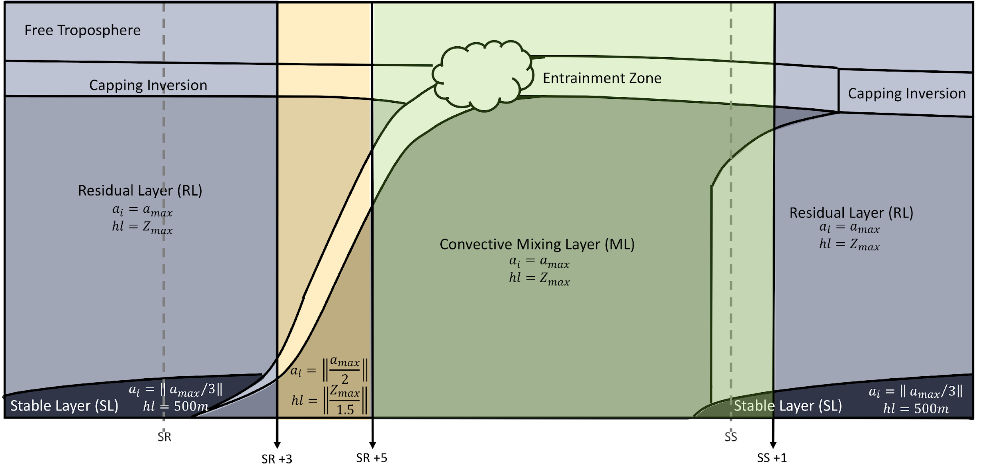 Free Troposphere
Capping Inversion
Entrainment Zone
Capping Inversion
Residual Layer (RL)
a_i = a_max
hl = Z_max
Convective Mixing Layer (ML)
a_i = a_max
hl = Z_max
Residual Layer (RL)
a_i = a_max
hl = Z_max
a_i = ‖a_max/2‖
hl = ‖Z_max/1.5‖
a_i = ‖ a_max/3‖
Stable Layer (SL)
hl = 500m
Stable Layer (SL)
a_i = ‖ a_max/3‖
hl = 500m
SR
SS
SR +3
SR +5
SS +1